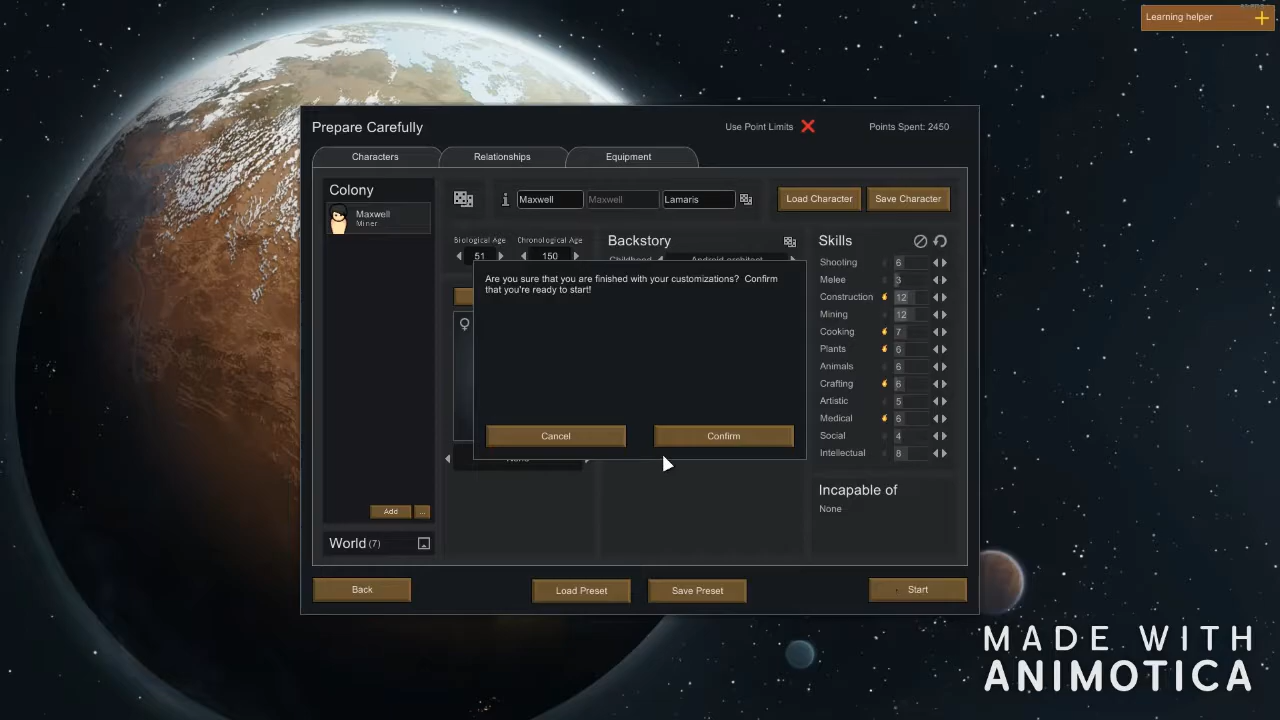 Learning helper
Prepare Carefully
Use Point Limits
Points Spent: 2450
Characters
Relationships
Equipment
Colony
Maxwell
Miner
Maxwell
Maxwell
Lamaris
Load Character
Save Character
Biological Age
Chronological Age
51
150
Backstory
Childhood
Android architect
Skills
Shooting 6
Melee 3
Construction 12
Mining 12
Cooking 7
Plants 6
Animals 6
Crafting 6
Artistic 5
Medical 6
Social 4
Intellectual 8
Are you sure that you are finished with your customizations? Confirm
that you're ready to start!
Cancel
Confirm
None
Incapable of
None
Add
...
World (7)
Back
Load Preset
Save Preset
Start
MADE WITH
ANIMOTICA